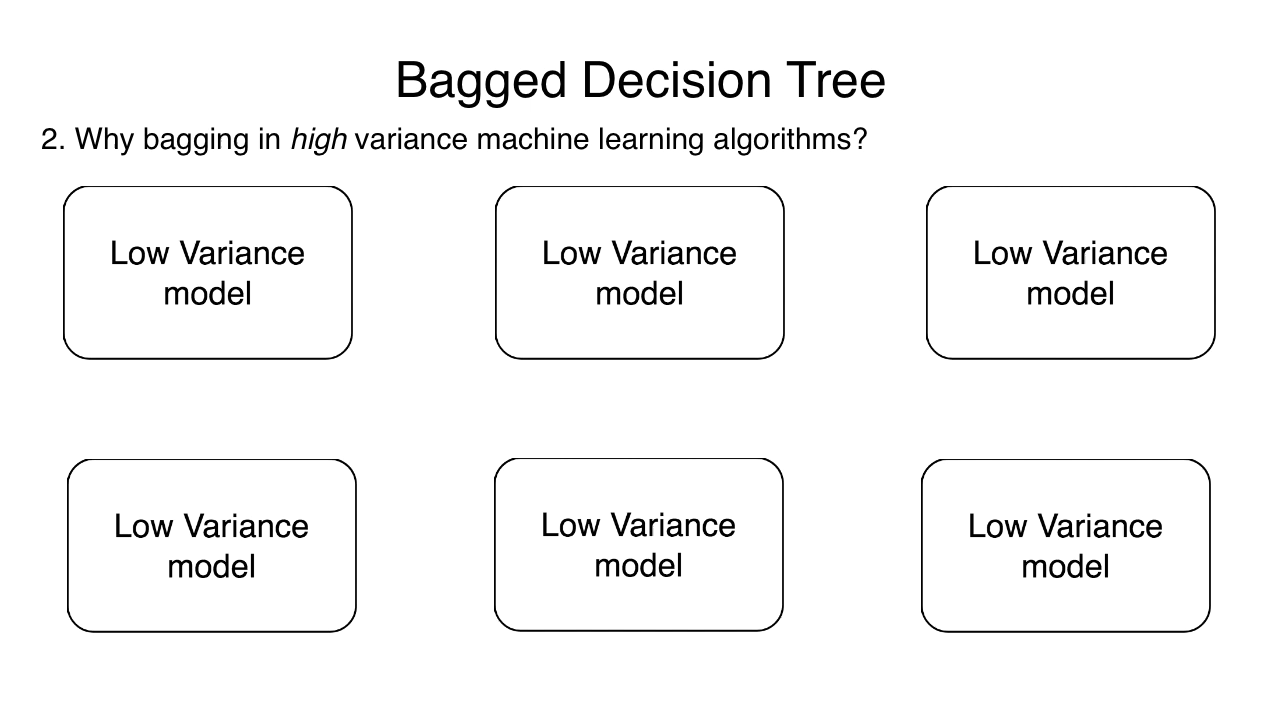 Bagged Decision Tree
2. Why bagging in high variance machine learning algorithms?
Low Variance
model
Low Variance
model
Low Variance
model
Low Variance
model
Low Variance
model
Low Variance
model